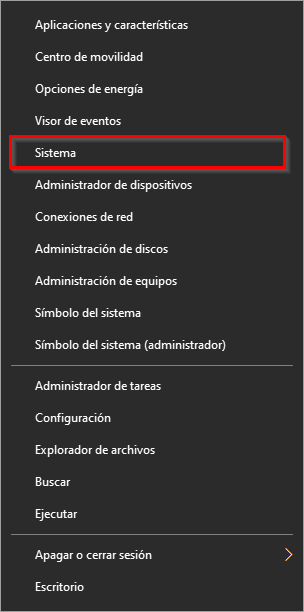 Aplicaciones y características
Centro de movilidad
Opciones de energía
Visor de eventos
Sistema
Administrador de dispositivos
Conexiones de red
Administración de discos
Administración de equipos
Símbolo del sistema
Símbolo del sistema (administrador)
Administrador de tareas
Configuración
Explorador de archivos
Buscar
Ejecutar
Apagar o cerrar sesión
Escritorio